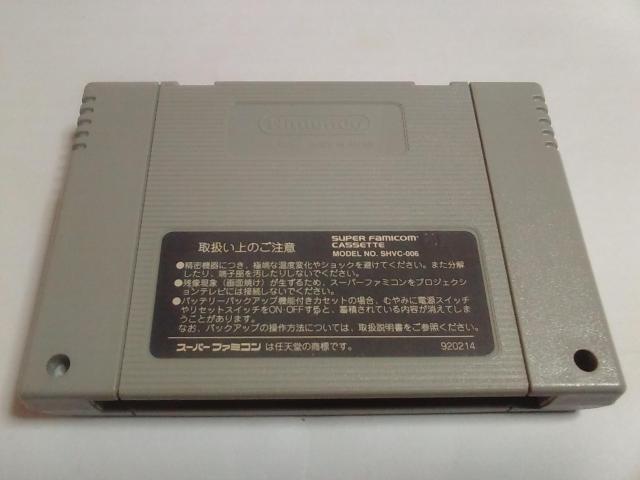 Nintendo
取扱い上のご注意
SUPER FAMICOM
CASSETTE
MODEL NO. SHVC-006
●精密機器につき、極端な温度変化やショックを避けてください。また分解
したり、端子部を汚したりしないでください。
●残像現象(画面焼け)が生ずるため、スーパーファミコンをプロジェクショ
ンテレビには接続しないでください。
●バッテリーバックアップ機能付きカセットの場合、むやみに電源スイッチ
やリセットスイッチをON・OFFすると、蓄積されている内容が消えてしま
うことがあります。
なお、バックアップの操作方法については、取扱説明書をご参照ください。
スーパーファミコン は任天堂の商標です。
920214